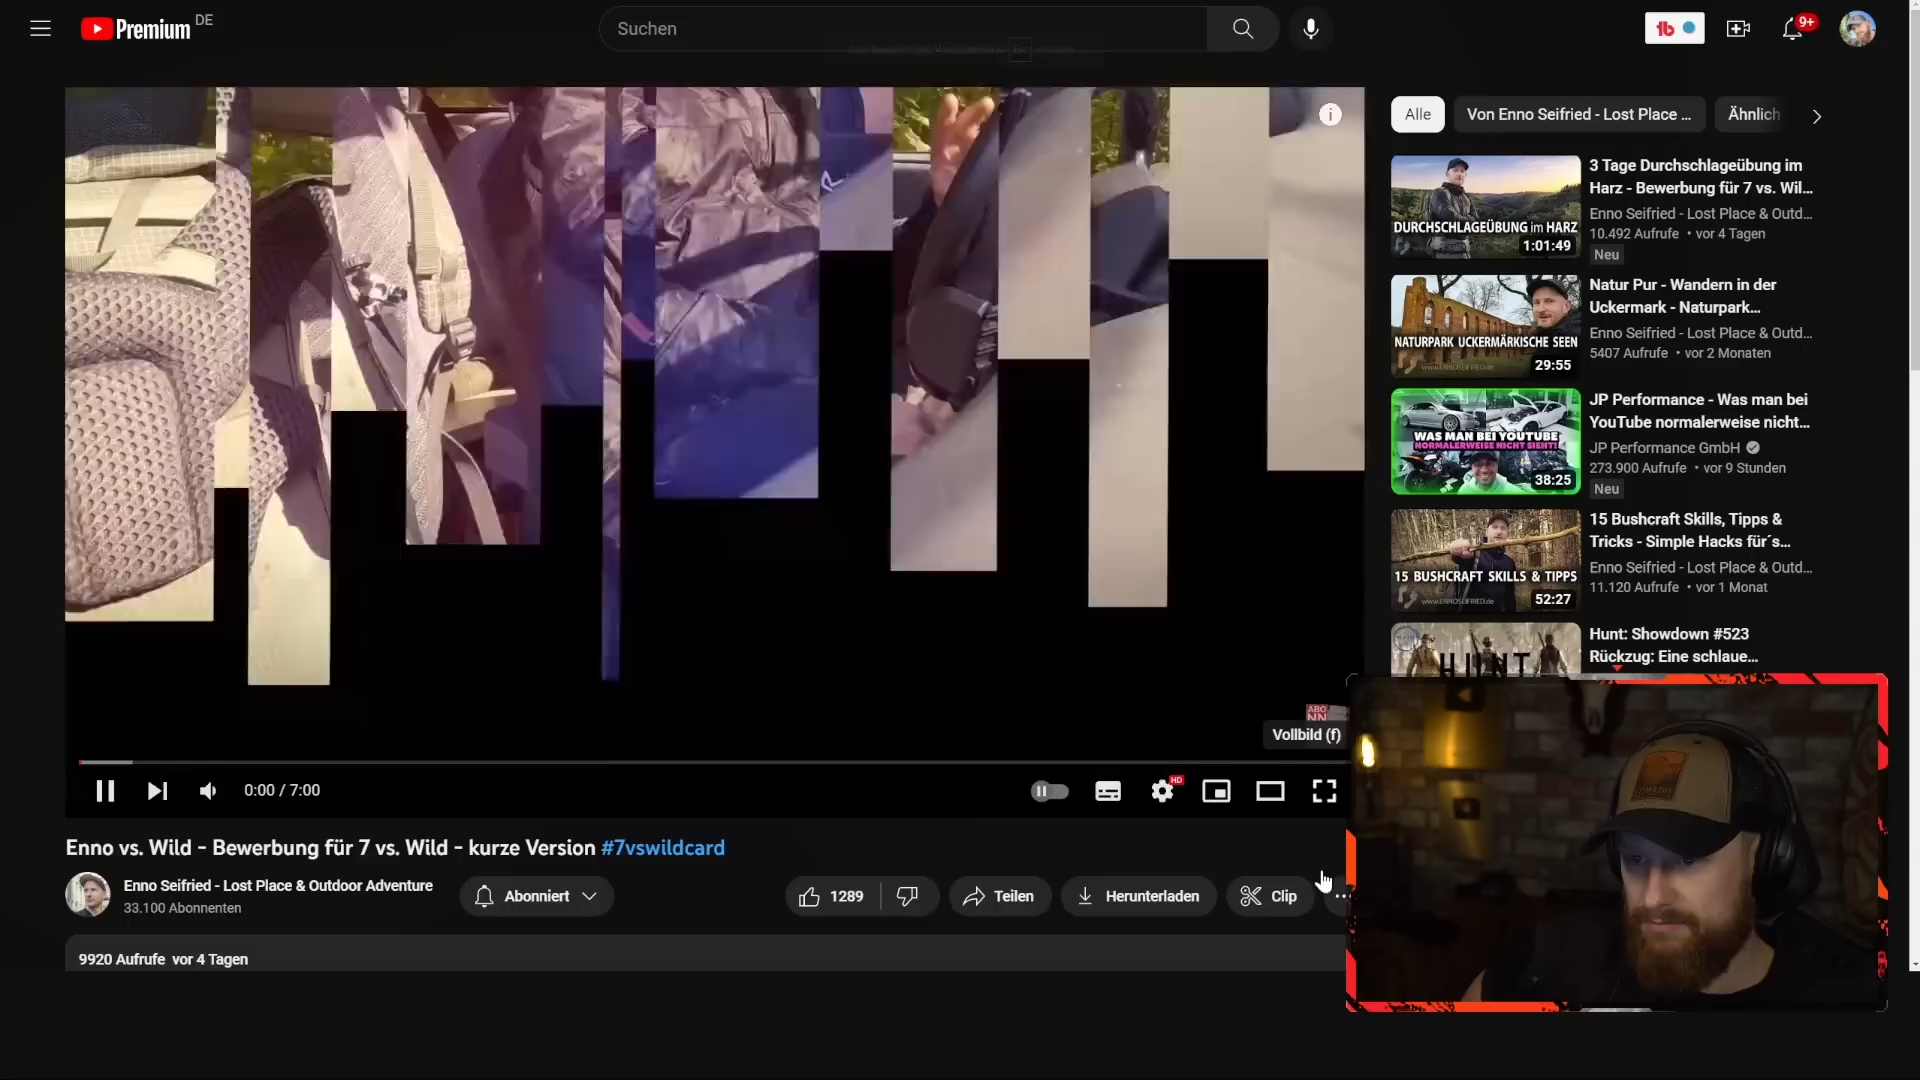 Premium DE
Suchen
9+
Alle
Von Enno Seifried - Lost Place ...
Ähnlich
DURCHSCHLAGEÜBUNG im HARZ
1:01:49
3 Tage Durchschlageübung im
Harz - Bewerbung für 7 vs. Wil...
Enno Seifried - Lost Place & Outd...
10.492 Aufrufe • vor 4 Tagen
Neu
NATURPARK UCKERMÄRKISCHE SEEN
29:55
Natur Pur - Wandern in der
Uckermark - Naturpark...
Enno Seifried - Lost Place & Outd...
5407 Aufrufe • vor 2 Monaten
WAS MAN BEI YOUTUBE
NORMALERWEISE NICHT SIEHT!
38:25
JP Performance - Was man bei
YouTube normalerweise nicht...
JP Performance GmbH
273.900 Aufrufe • vor 9 Stunden
Neu
15 BUSHCRAFT SKILLS & TIPPS
www.ENNOSEIFRIED.de
52:27
15 Bushcraft Skills, Tipps &
Tricks - Simple Hacks für´s...
Enno Seifried - Lost Place & Outd...
11.120 Aufrufe • vor 1 Monat
HUNT
Hunt: Showdown #523
Rückzug: Eine schlaue...
ABO
NN
Vollbild (f)
0:00 / 7:00
HD
Enno vs. Wild - Bewerbung für 7 vs. Wild - kurze Version #7vswildcard
Enno Seifried - Lost Place & Outdoor Adventure
33.100 Abonnenten
Abonniert
1289
Teilen
Herunterladen
Clip
9920 Aufrufe vor 4 Tagen